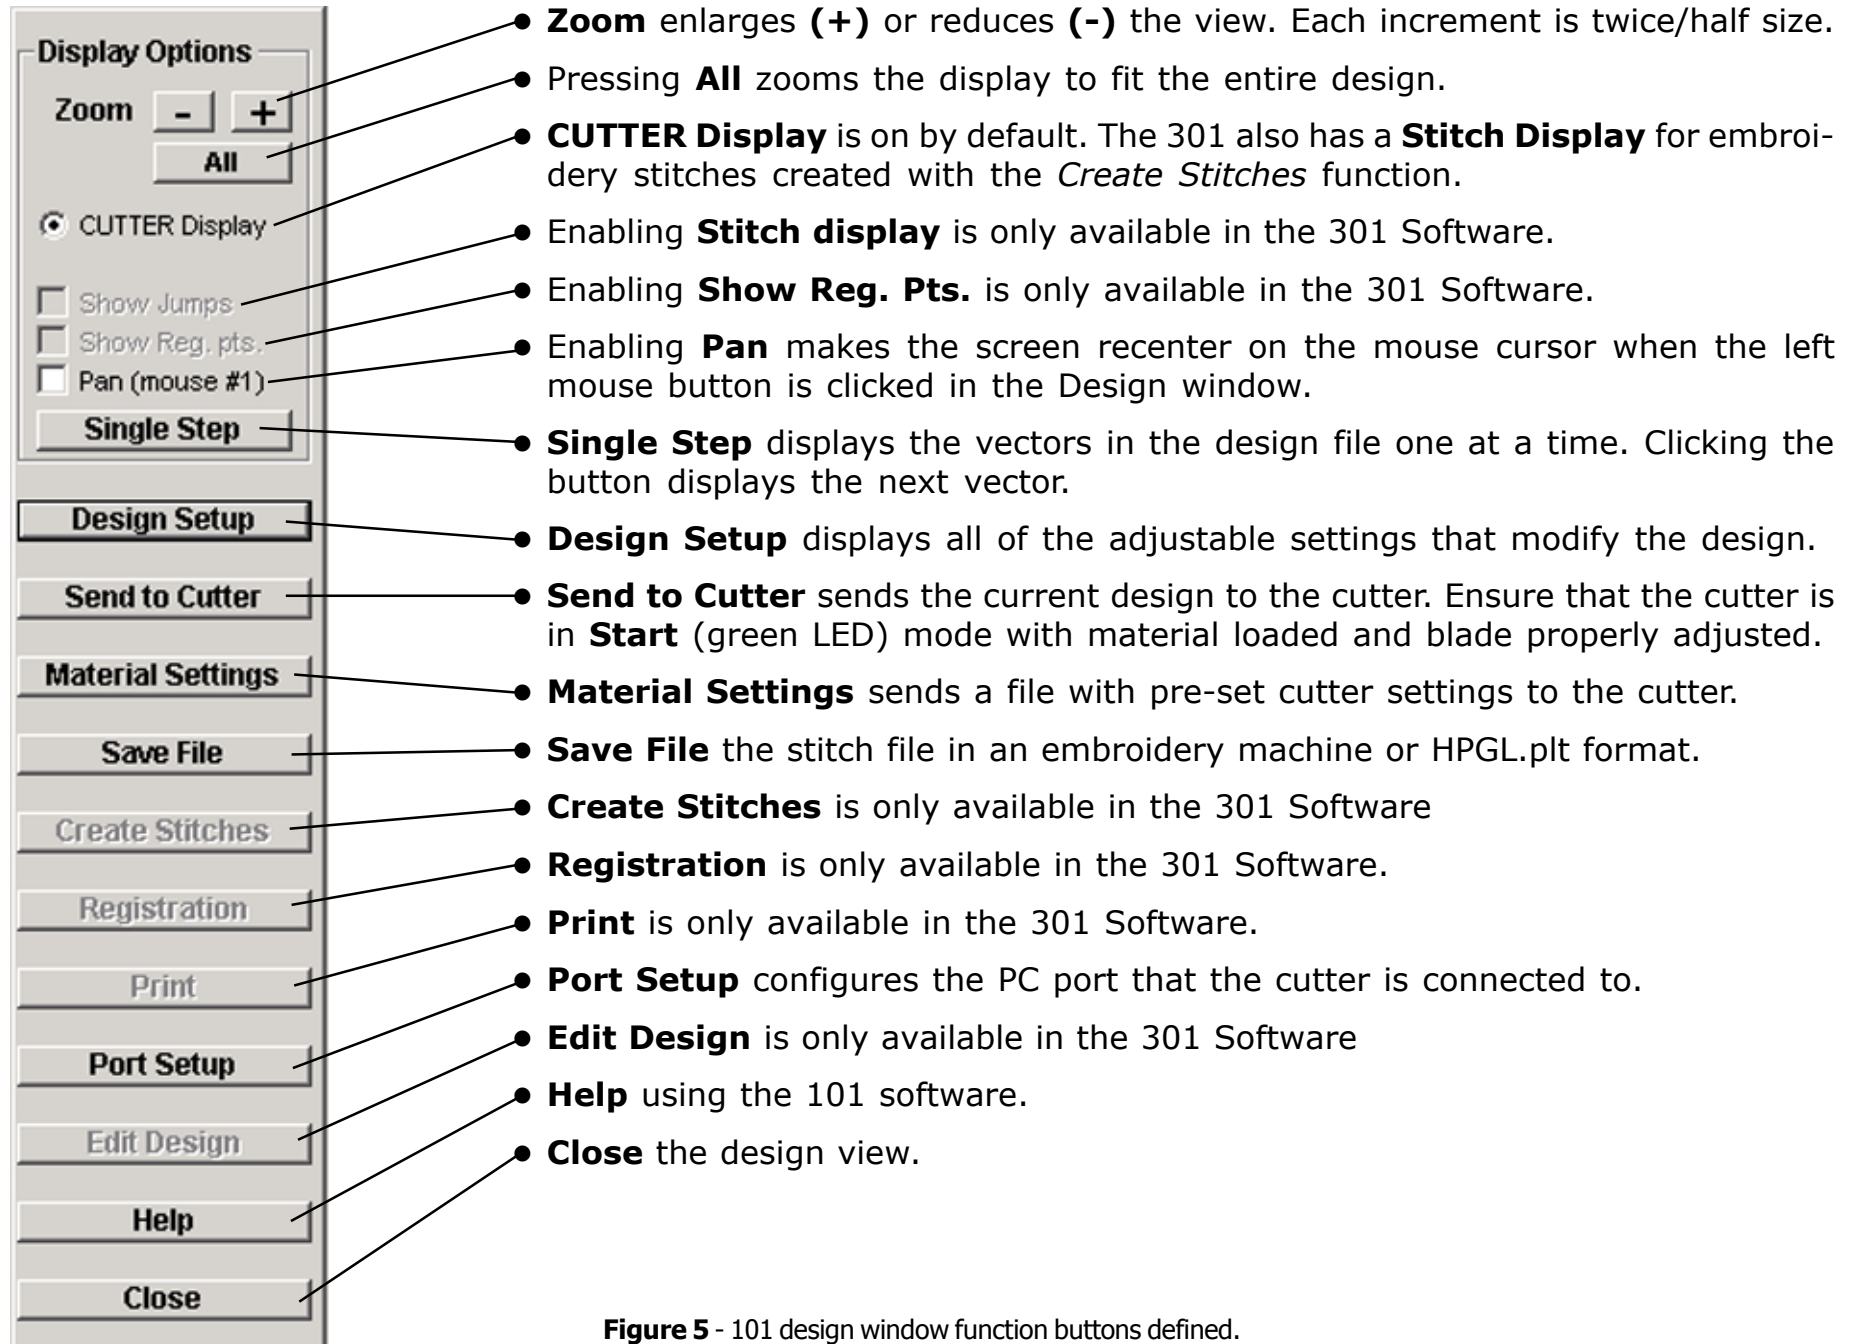 Display Options
Zoom - +
All
CUTTER Display
Show Jumps
Show Reg. pts.
Pan (mouse #1)
Single Step
Design Setup
Send to Cutter
Material Settings
Save File
Create Stitches
Registration
Print
Port Setup
Edit Design
Help
Close
● Zoom enlarges (+) or reduces (-) the view. Each increment is twice/half size.
● Pressing All zooms the display to fit the entire design.
● CUTTER Display is on by default. The 301 also has a Stitch Display for embroi-
dery stitches created with the Create Stitches function.
● Enabling Stitch display is only available in the 301 Software.
● Enabling Show Reg. Pts. is only available in the 301 Software.
● Enabling Pan makes the screen recenter on the mouse cursor when the left
mouse button is clicked in the Design window.
● Single Step displays the vectors in the design file one at a time. Clicking the
button displays the next vector.
● Design Setup displays all of the adjustable settings that modify the design.
● Send to Cutter sends the current design to the cutter. Ensure that the cutter is
in Start (green LED) mode with material loaded and blade properly adjusted.
● Material Settings sends a file with pre-set cutter settings to the cutter.
● Save File the stitch file in an embroidery machine or HPGL.plt format.
● Create Stitches is only available in the 301 Software
● Registration is only available in the 301 Software.
● Print is only available in the 301 Software.
● Port Setup configures the PC port that the cutter is connected to.
● Edit Design is only available in the 301 Software
● Help using the 101 software.
● Close the design view.
Figure 5 - 101 design window function buttons defined.